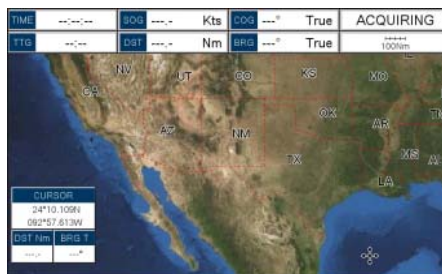 TIME --:--:-- SOG ---.- Kts COG ---° True ACQUIRING
TTG --:-- DST ---.- Nm BRG ---° True 100Nm
NV UT CO KS MO
CA
AZ NM OK AR
TX MS
LA
CURSOR
24°10.109N
092°57.613W
DST Nm BRG T
---.- ---°